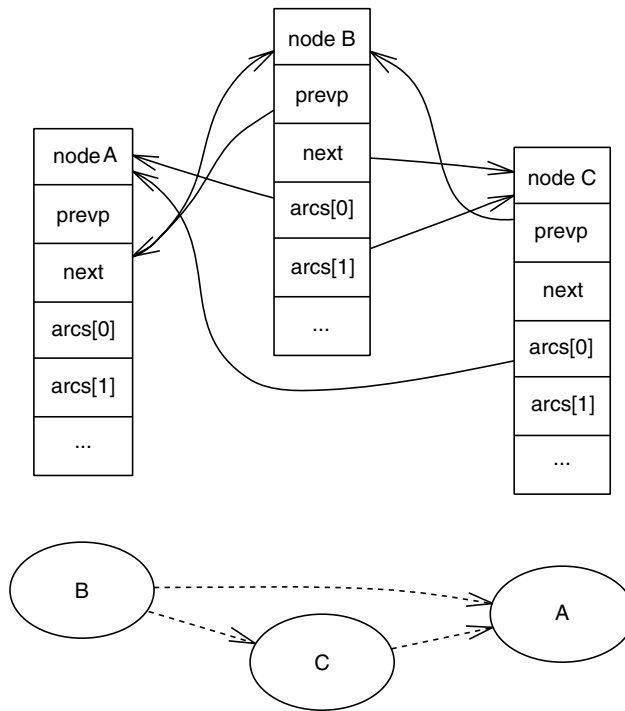 node B
prevp
next
arcs[0]
arcs[1]
...
node A
prevp
next
arcs[0]
arcs[1]
...
node C
prevp
next
arcs[0]
arcs[1]
...
B
C
A